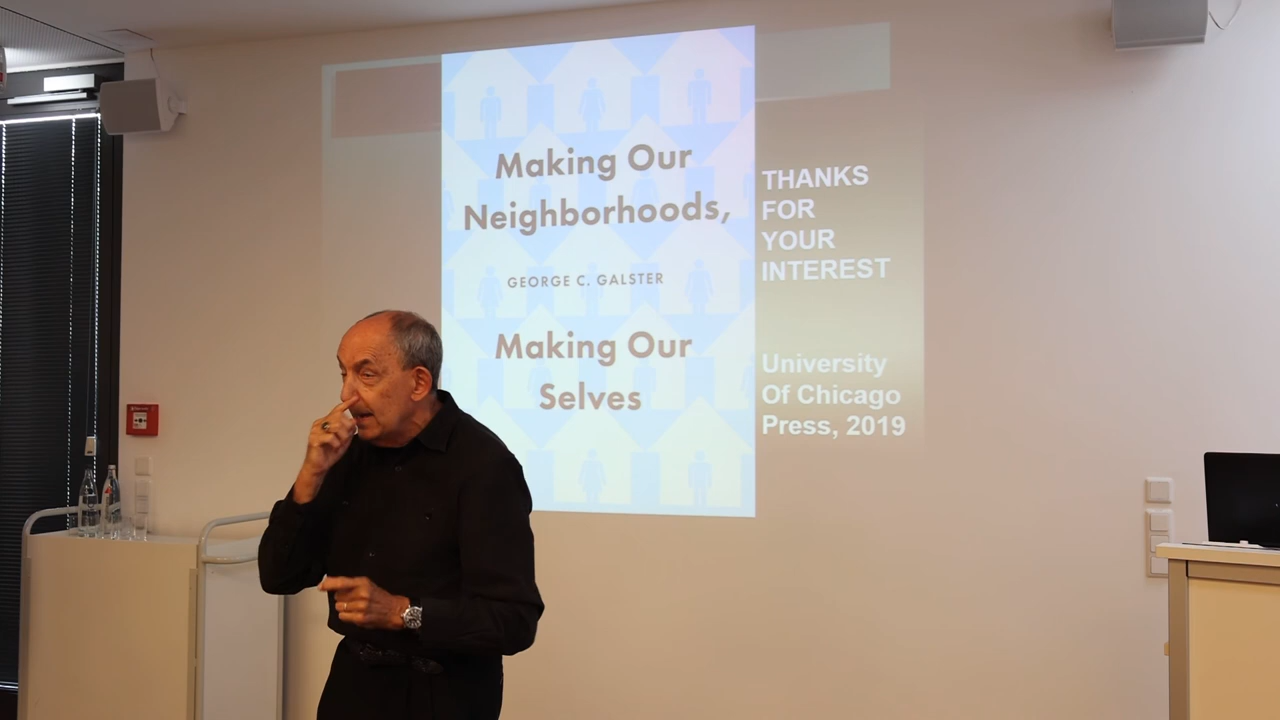 Making Our
Neighborhoods,
GEORGE C. GALSTER
Making Our
Selves
THANKS
FOR
YOUR
INTEREST
University
Of Chicago
Press, 2019